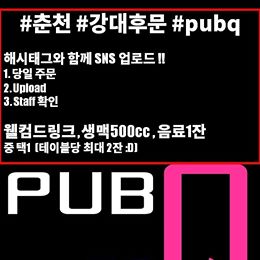 #춘천 #강대후문 #pubq
해시태그와 함께 SNS 업로드 !!
1. 당일 주문
2. Upload
3. Staff 확인
웰컴드링크, 생맥500cc, 음료1잔
중 택1 (테이블당 최대 2잔 :D)
PUB Q